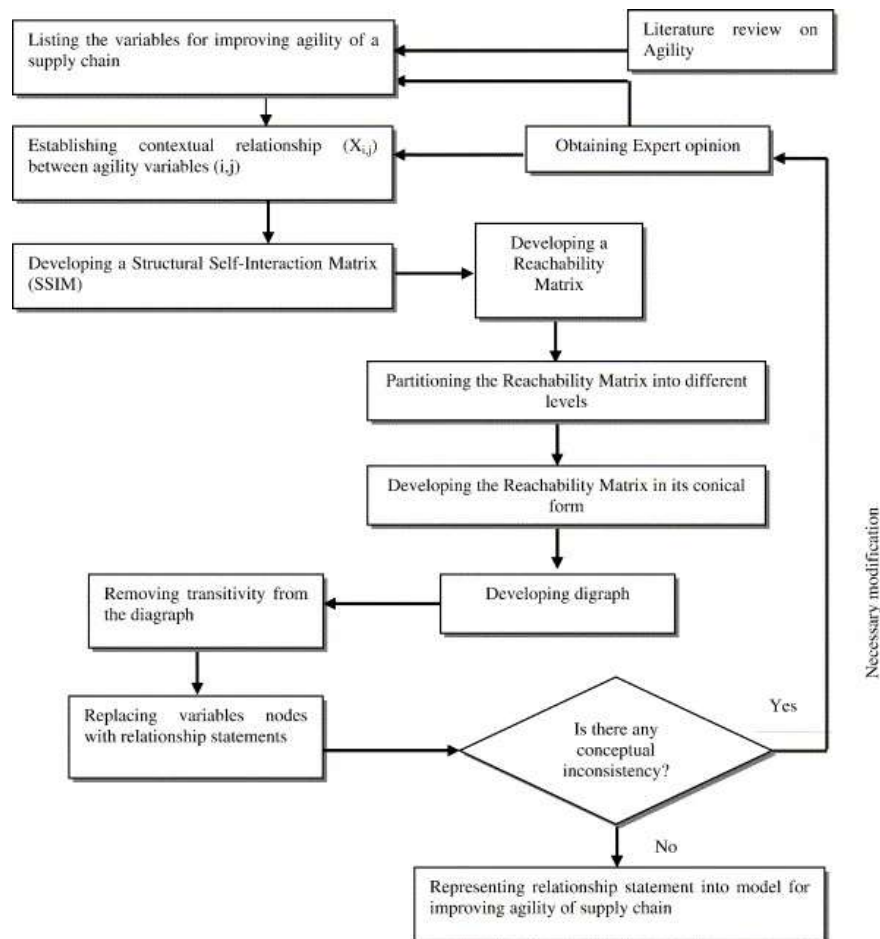 Listing the variables for improving agility of a
supply chain
Literature review on
Agility
Establishing contextual relationship (Xi,j)
between agility variables (i,j)
Obtaining Expert opinion
Developing a Structural Self-Interaction Matrix
(SSIM)
Developing a
Reachability
Matrix
Partitioning the Reachability Matrix into different
levels
Developing the Reachability Matrix in its conical
form
Developing digraph
Removing transitivity from
the diagraph
Replacing variables nodes
with relationship statements
Is there any
conceptual
inconsistency?
Yes
Necessary modification
No
Representing relationship statement into model for
improving agility of supply chain